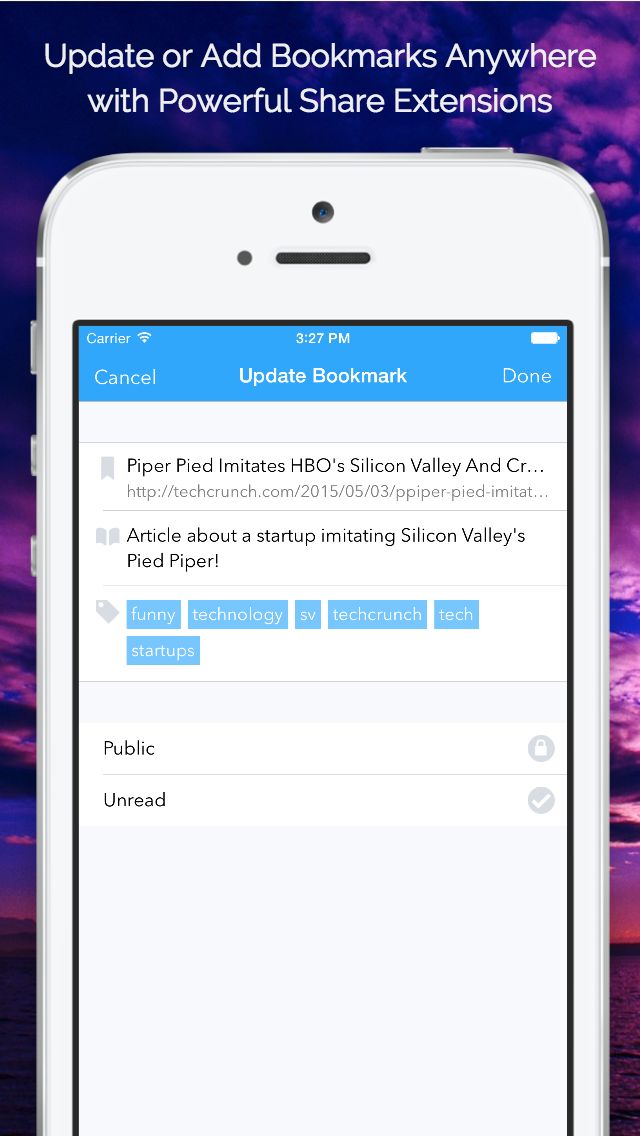 Update or Add Bookmarks Anywhere
with Powerful Share Extensions
Carrier 3:27 PM
Cancel Update Bookmark Done
Piper Pied Imitates HBO's Silicon Valley And Cr...
http://techcrunch.com/2015/05/03/ppiper-pied-imitat...
Article about a startup imitating Silicon Valley's
Pied Piper!
funny technology sv techcrunch tech
startups
Public
Unread